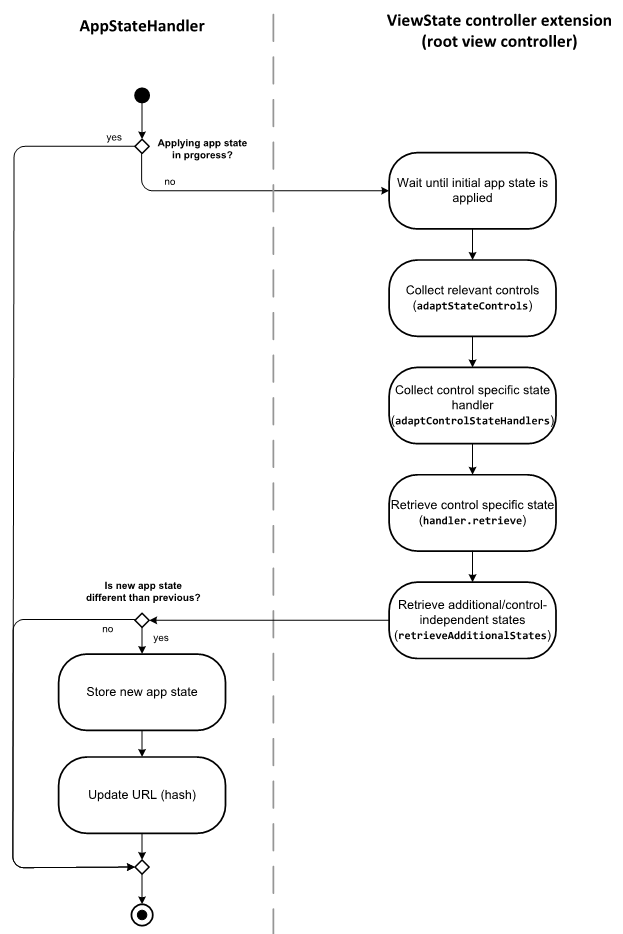 AppStateHandler
ViewState controller extension
(root view controller)
yes
Applying app state
in prgoress?
no
Wait until initial app state is
applied
Collect relevant controls
(adaptStateControls)
Collect control specific state
handler
(adaptControlStateHandlers)
Retrieve control specific state
(handler.retrieve)
Is new app state
different than previous?
Retrieve additional/control-
independent states
(retrieveAdditionalStates)
no
yes
Store new app state
Update URL (hash)